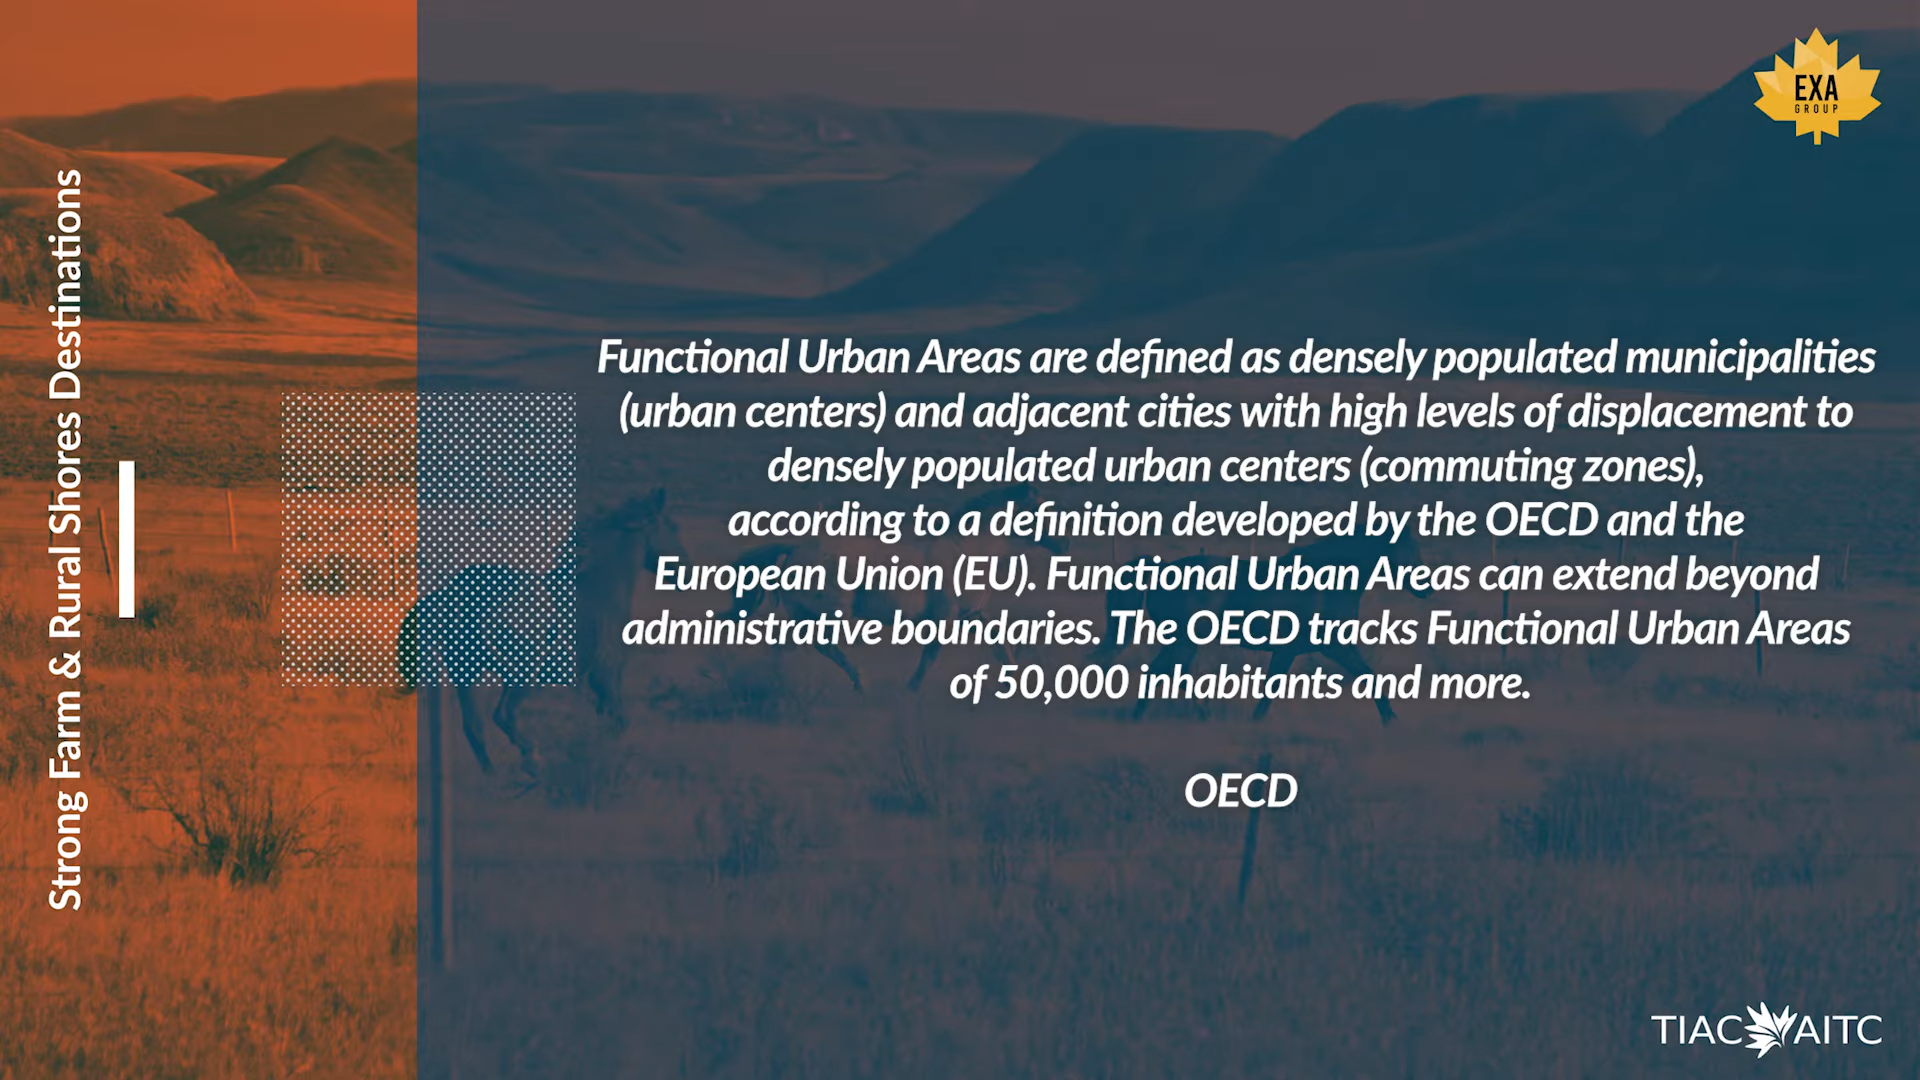 Strong Farm & Rural Shores Destinations
EXA
GROUP
Functional Urban Areas are defined as densely populated municipalities
(urban centers) and adjacent cities with high levels of displacement to
densely populated urban centers (commuting zones),
according to a definition developed by the OECD and the
European Union (EU). Functional Urban Areas can extend beyond
administrative boundaries. The OECD tracks Functional Urban Areas
of 50,000 inhabitants and more.
OECD
TIAC AITC